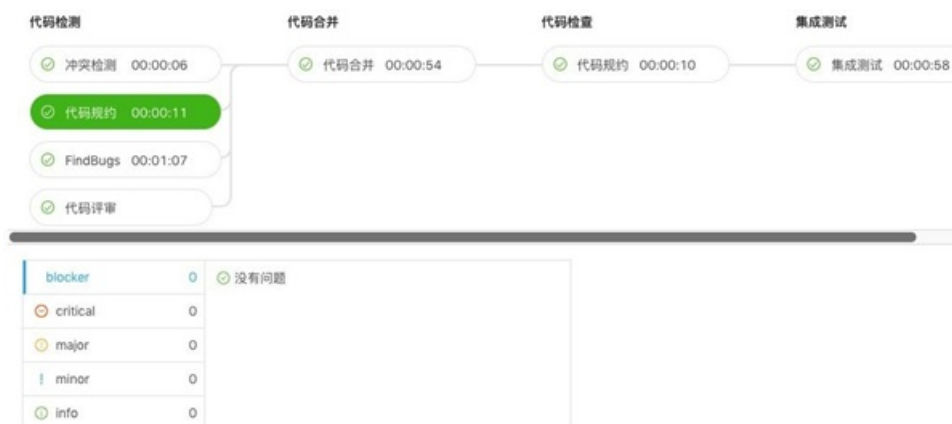 代码检测 代码合并 代码检查 集成测试
冲突检测 00:00:06 代码合并 00:00:54 代码规约 00:00:10 集成测试 00:00:58
代码规约 00:00:11
FindBugs 00:01:07
代码评审
blocker 0 没有问题
critical 0
major 0
minor 0
info 0